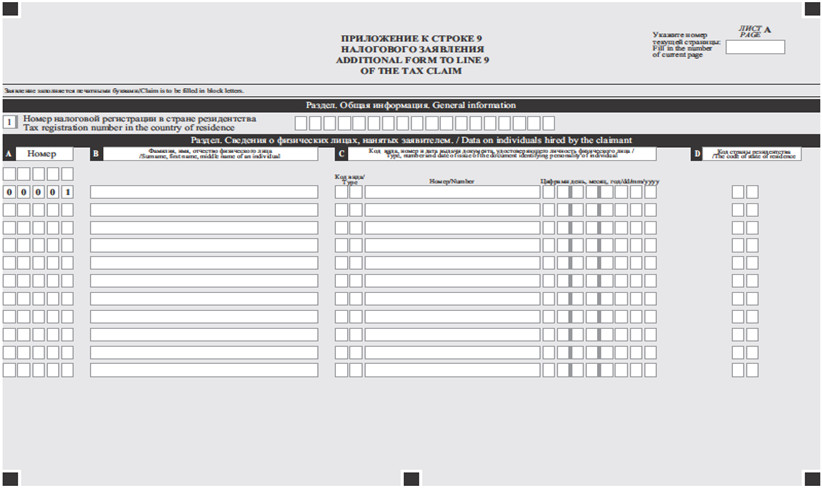 ЛИСТ А
PAGE
Укажите номер
текущей страницы:
Fill in the number
of current page
ПРИЛОЖЕНИЕ К СТРОКЕ 9
НАЛОГОВОГО ЗАЯВЛЕНИЯ
ADDITIONAL FORM TO LINE 9
OF THE TAX CLAIM
Заявление заполняется печатными буквами/Claim is to be filled in block letters.
Раздел. Общая информация. General information
1 Номер налоговой регистрации в стране резидентства
Tax registration number in the country of residence
Раздел. Сведения о физических лицах, нанятых заявителем. / Data on individuals hired by the claimant
A Номер
B Фамилия, имя, отчество физического лица
/Surname, first name, middle name of an individual
C Код вида, номер и дата выдачи документа, удостоверяющего личность физического лица /
Type, number and date of issue of the document identifying personality of individual
D Код страны резидентства
/The code of state of residence
Код вида/
Type
Номер/Number
Цифрами день, месяц, год/dd/mm/yyyy
0 0 0 0 1